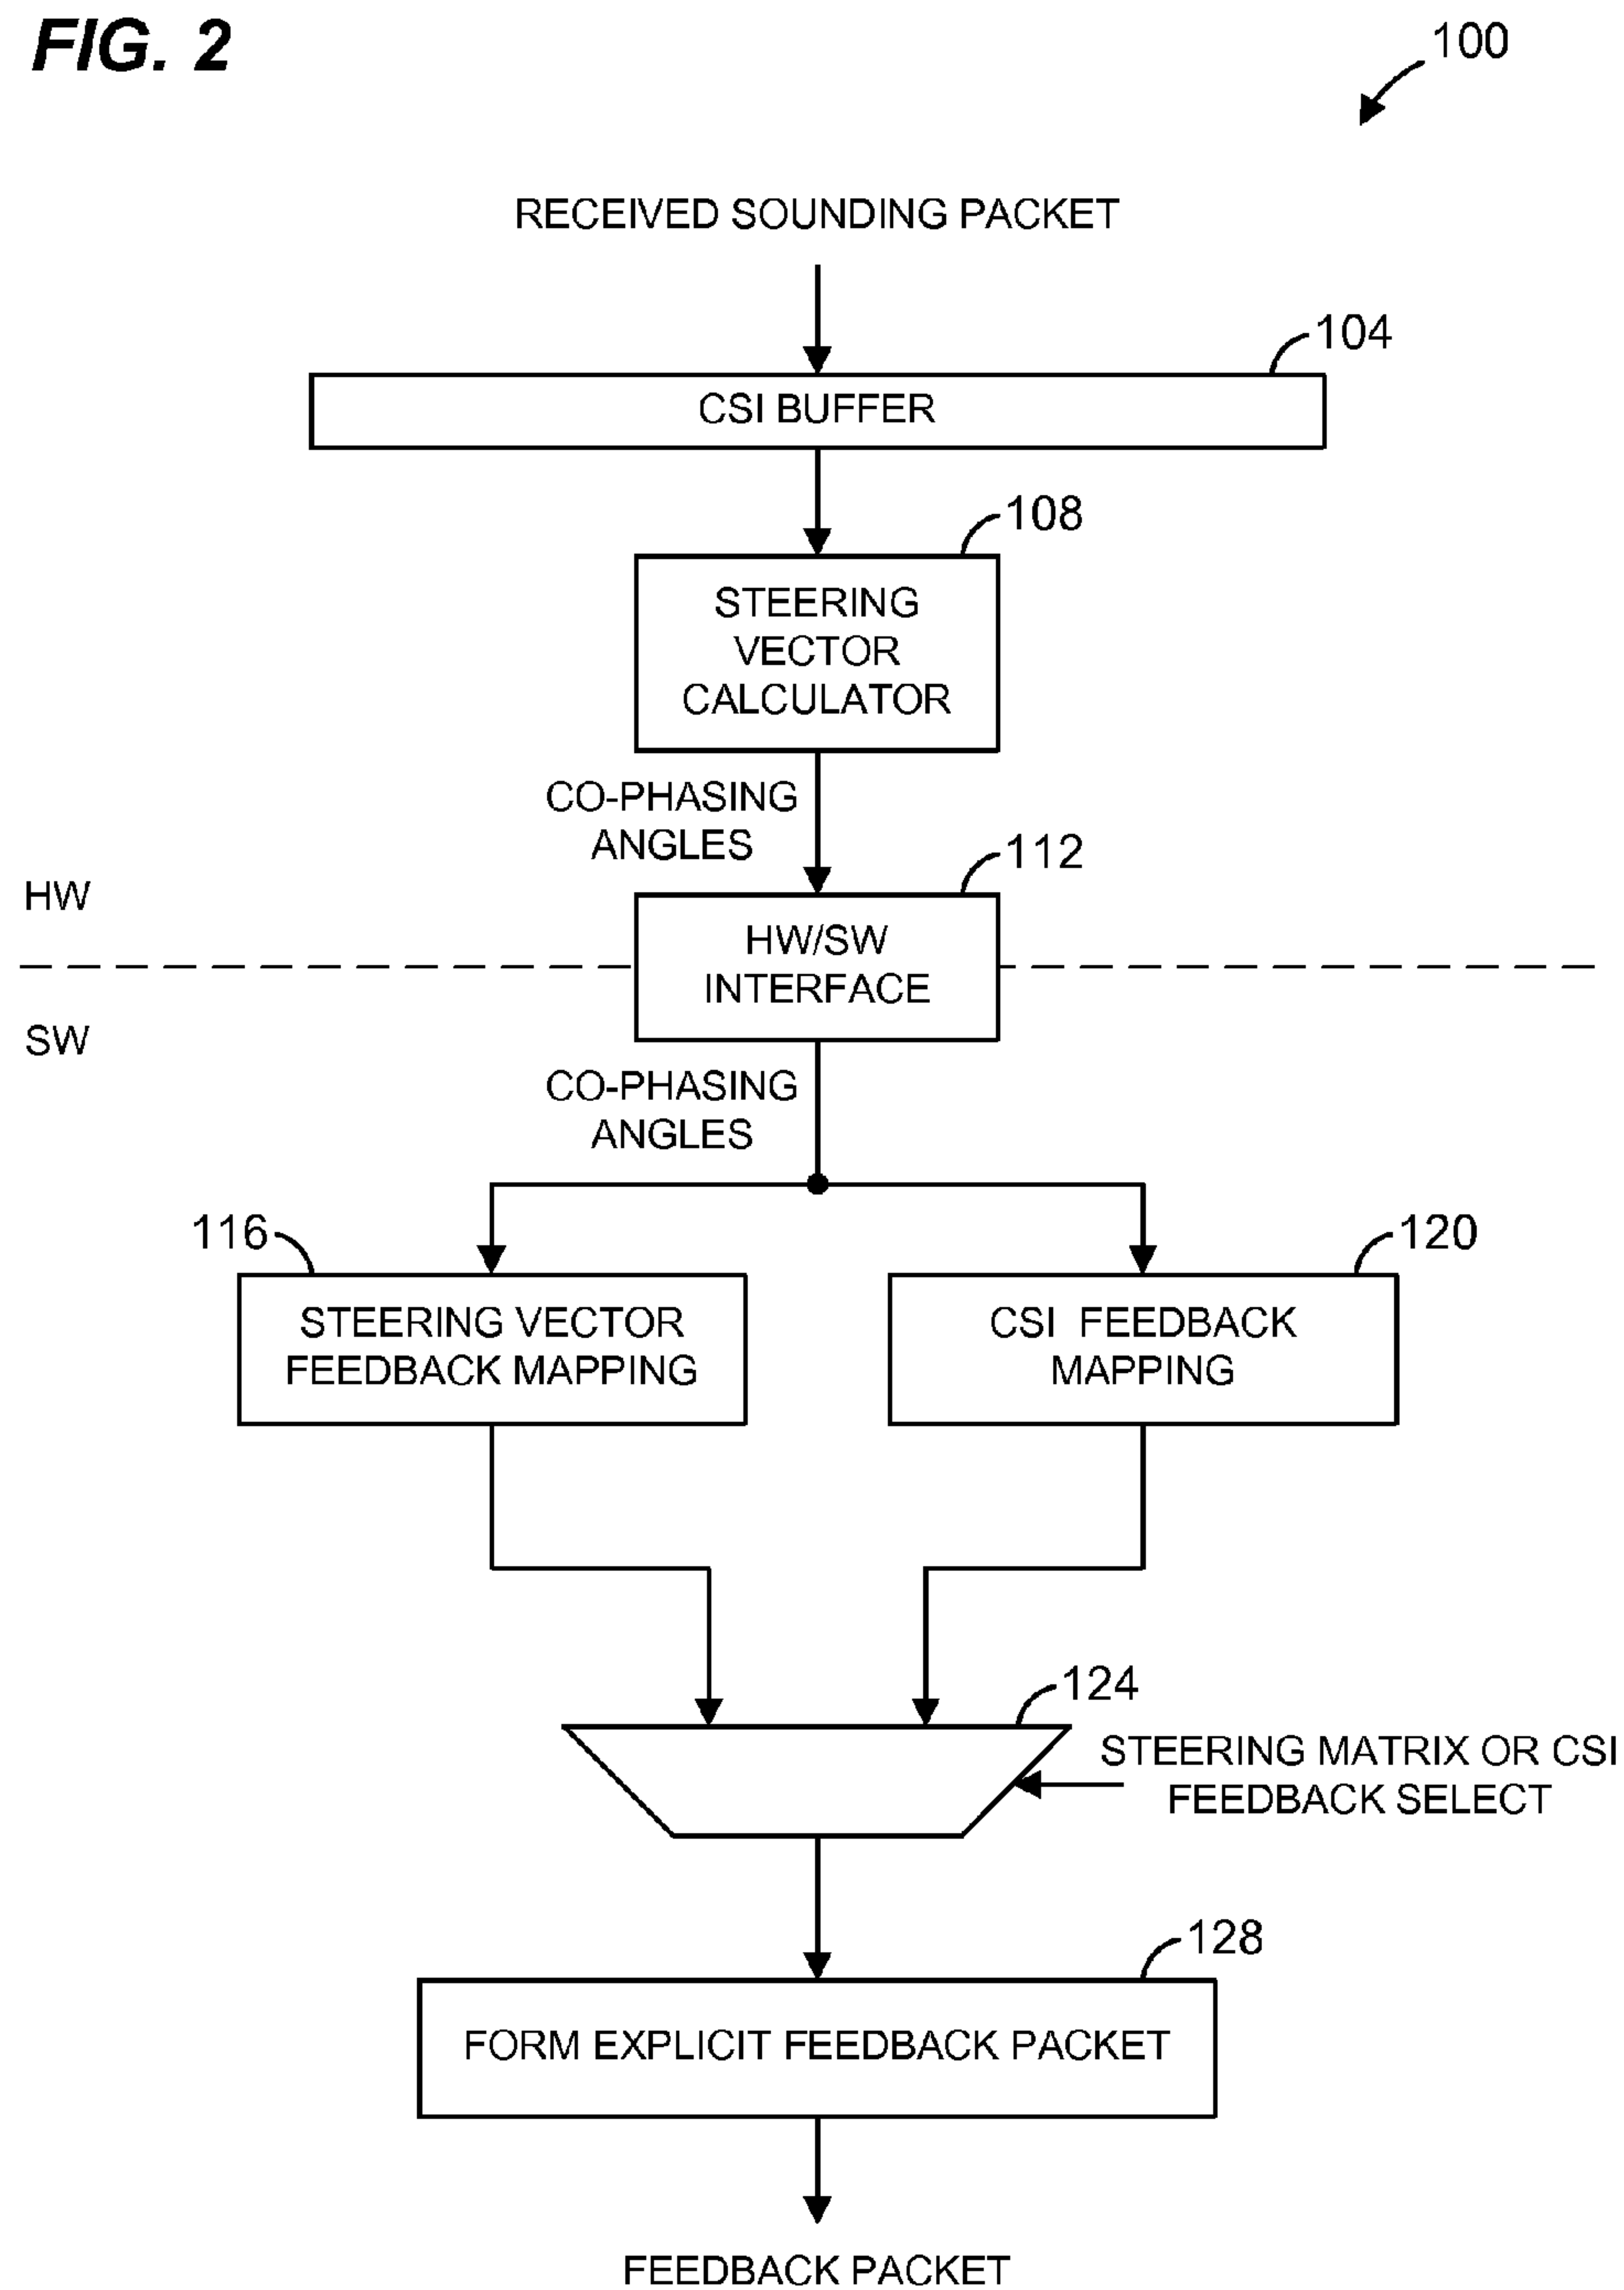 FIG. 2
100
RECEIVED SOUNDING PACKET
104
CSI BUFFER
108
STEERING
VECTOR
CALCULATOR
CO-PHASING
ANGLES
112
HW
HW/SW
INTERFACE
SW
CO-PHASING
ANGLES
116
120
STEERING VECTOR
FEEDBACK MAPPING
CSI FEEDBACK
MAPPING
124
STEERING MATRIX OR CSI
FEEDBACK SELECT
128
FORM EXPLICIT FEEDBACK PACKET
FEEDBACK PACKET